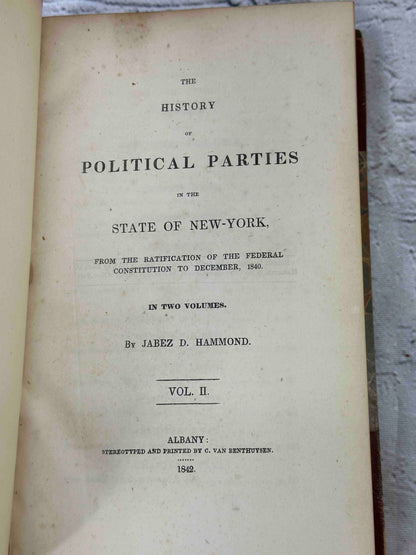 THE
HISTORY
OF
POLITICAL PARTIES
IN THE
STATE OF NEW-YORK,
FROM THE RATIFICATION OF THE FEDERAL
CONSTITUTION TO DECEMBER, 1840.
IN TWO VOLUMES.
BY JABEZ D. HAMMOND.
VOL. II.
ALBANY:
STEREOTYPED AND PRINTED BY C. VAN BENTHUYSEN.
1842.